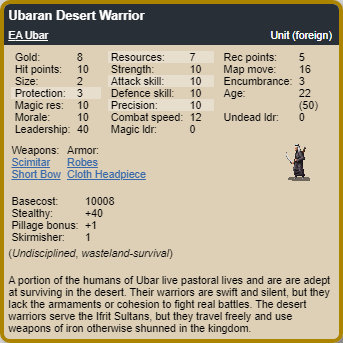 Ubaran Desert Warrior
EA Ubar Unit (foreign)
Gold: 8 Resources: 7 Rec points: 5
Hit points: 10 Strength: 10 Map move: 16
Size: 2 Attack skill: 10 Encumbrance: 3
Protection: 3 Defence skill: 10 Age: 22
Magic res: 10 Precision: 10 (50)
Morale: 10 Combat speed: 12 Undead ldr: 0
Leadership: 40 Magic ldr: 0
Weapons: Armor:
Scimitar Robes
Short Bow Cloth Headpiece
Basecost: 10008
Stealthy: +40
Pillage bonus: +1
Skirmisher: 1
(Undisciplined, wasteland-survival)
A portion of the humans of Ubar live pastoral lives and are are adept
at surviving in the desert. Their warriors are swift and silent, but they
lack the armaments or cohesion to fight real battles. The desert
warriors serve the Ifrit Sultans, but they travel freely and use
weapons of iron otherwise shunned in the kingdom.